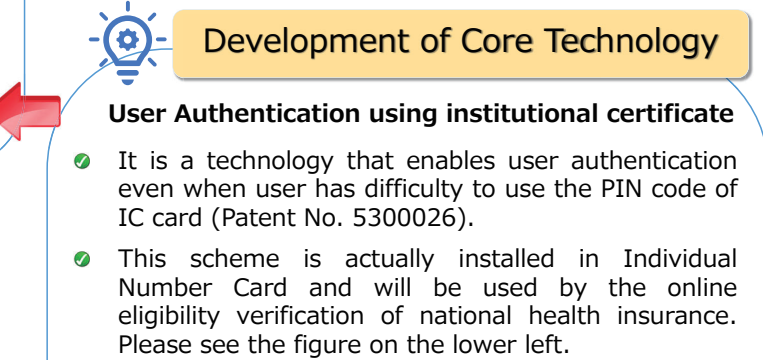 Development of Core Technology
User Authentication using institutional certificate
It is a technology that enables user authentication
even when user has difficulty to use the PIN code of
IC card (Patent No. 5300026).
This scheme is actually installed in Individual
Number Card and will be used by the online
eligibility verification of national health insurance.
Please see the figure on the lower left.